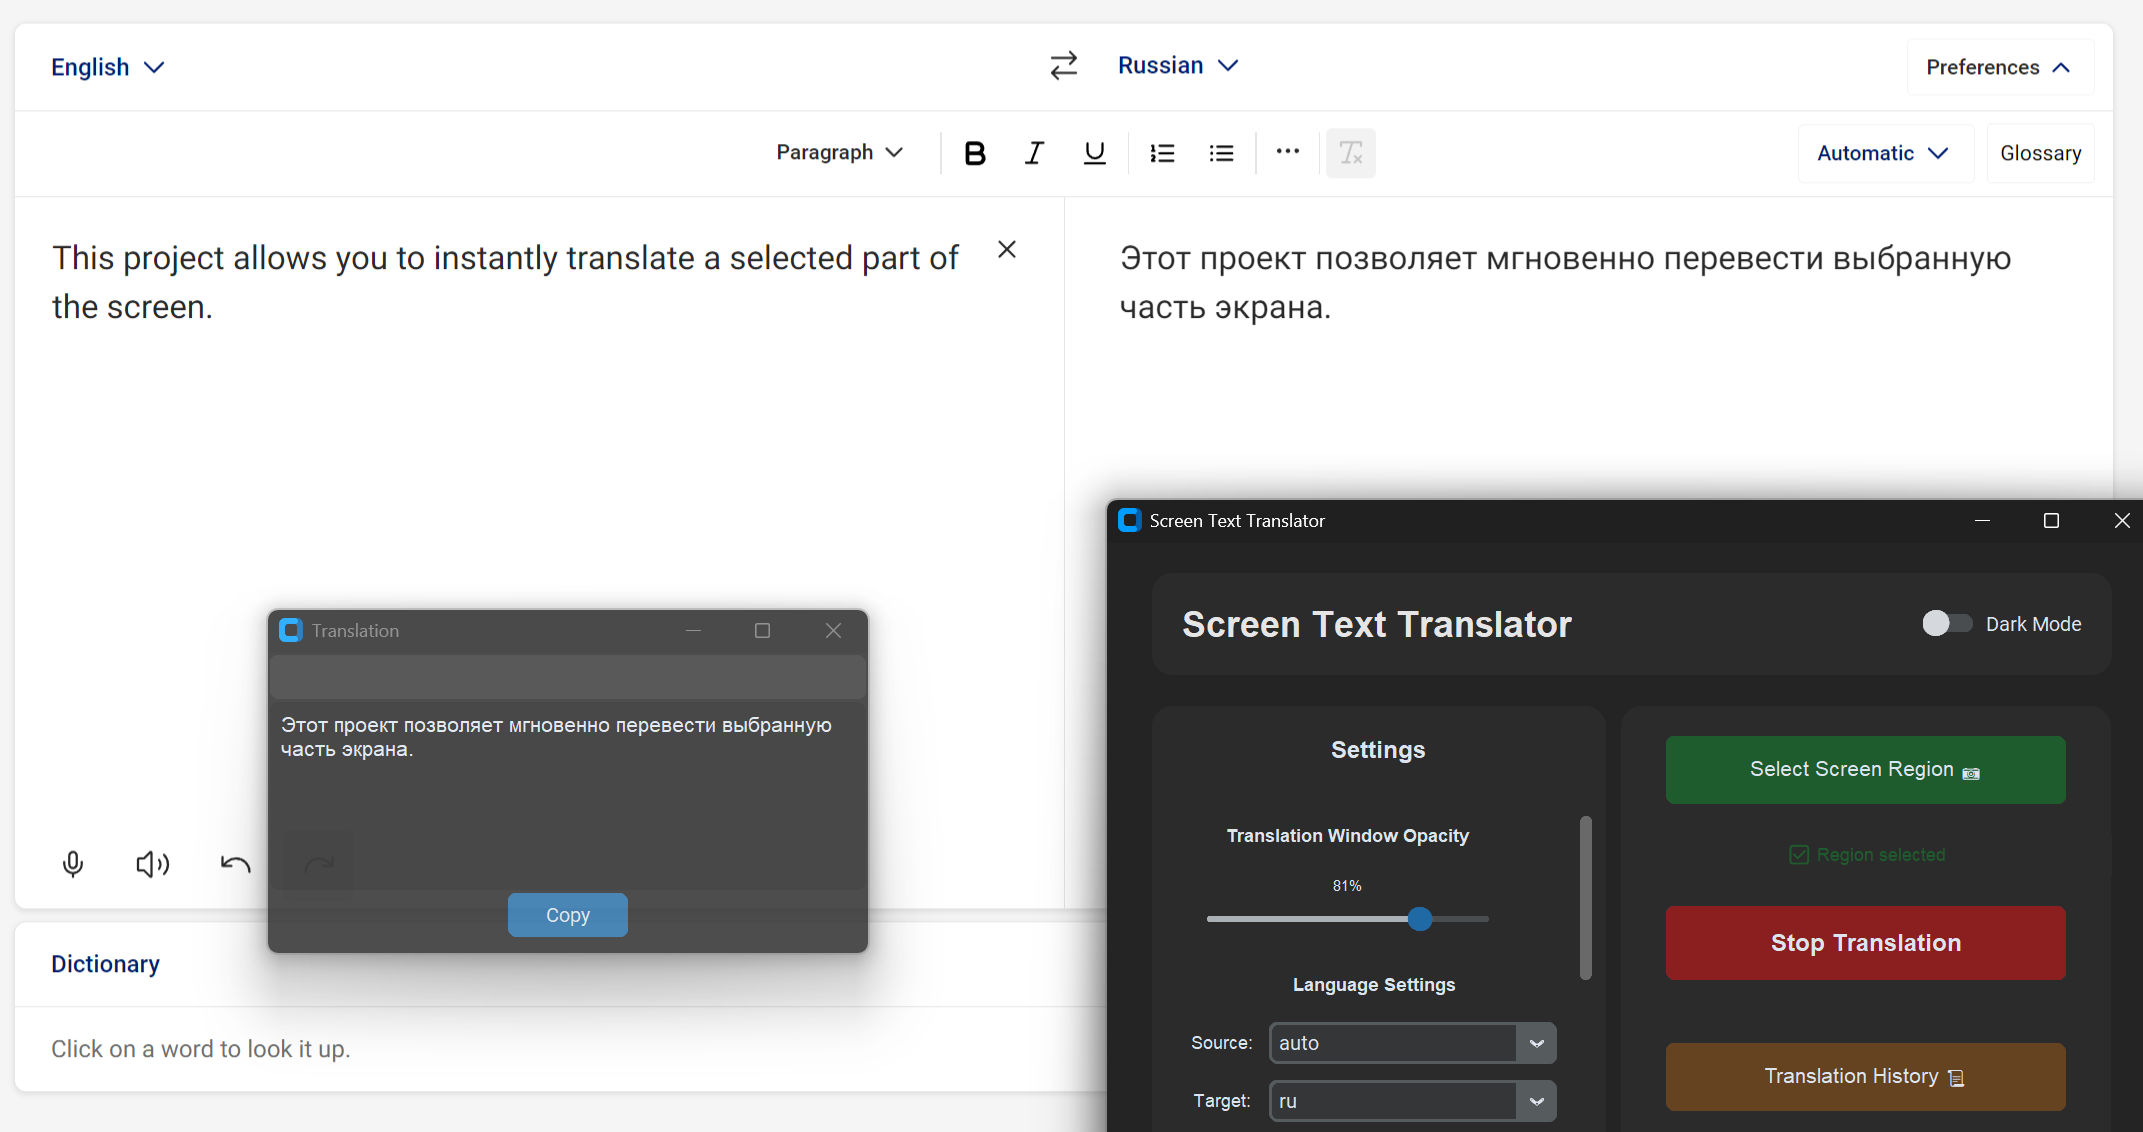 English
Russian
Preferences
Paragraph
B I U
Automatic
Glossary
This project allows you to instantly translate a selected part of
the screen.
Этот проект позволяет мгновенно перевести выбранную
часть экрана.
Translation
Этот проект позволяет мгновенно перевести выбранную
часть экрана.
Copy
Dictionary
Click on a word to look it up.
Screen Text Translator
Screen Text Translator
Dark Mode
Settings
Translation Window Opacity
81%
Language Settings
Source: auto
Target: ru
Select Screen Region
Region selected
Stop Translation
Translation History